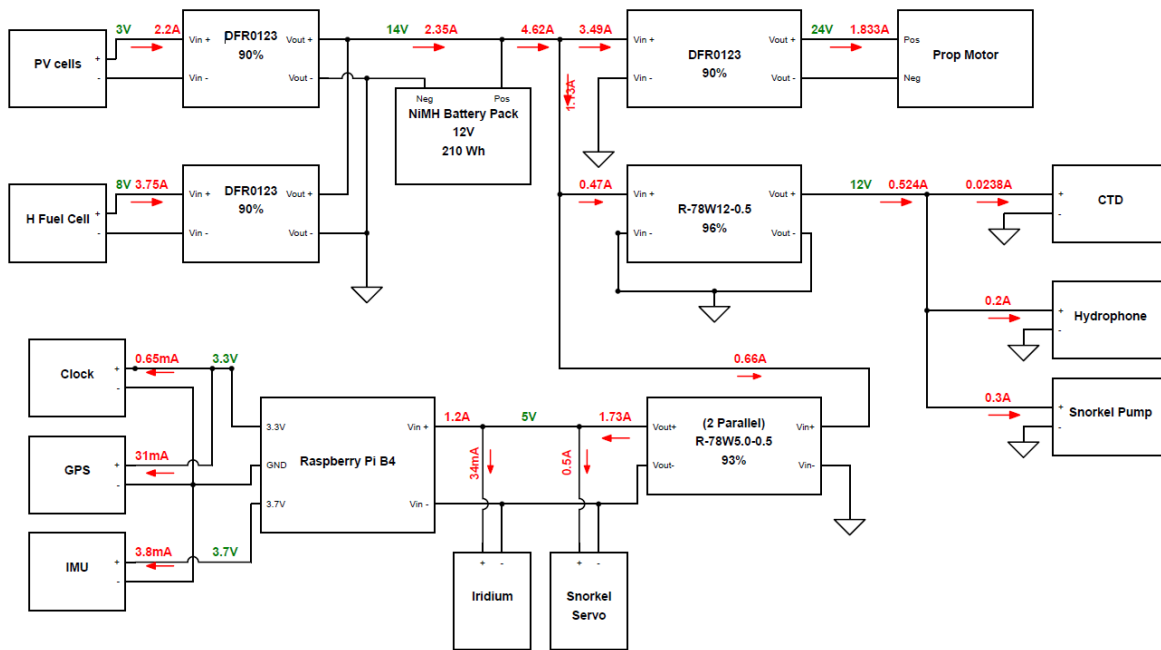 3V
2.2A
PV cells
+
-
Vin +
Vin -
DFR0123
90%
Vout +
Vout -
14V
2.35A
4.62A
3.49A
1.73A
Neg
Pos
NiMH Battery Pack
12V
210 Wh
Vin +
Vin -
DFR0123
90%
Vout +
Vout -
24V
1.833A
Pos
Neg
Prop Motor
8V
3.75A
H Fuel Cell
+
-
Vin +
Vin -
DFR0123
90%
Vout +
Vout -
0.47A
Vin +
Vin -
R-78W12-0.5
96%
Vout +
Vout -
12V
0.524A
0.0238A
+
-
CTD
0.2A
+
-
Hydrophone
0.3A
+
-
Snorkel Pump
0.66A
Clock
+
-
0.65mA
3.3V
GPS
+
-
31mA
IMU
+
-
3.8mA
3.7V
3.3V
GND
3.7V
Raspberry Pi B4
Vin +
Vin -
1.2A
5V
1.73A
34mA
0.5A
Vout+
Vout-
(2 Parallel)
R-78W5.0-0.5
93%
Vin+
Vin-
+
-
Iridium
+
-
Snorkel
Servo